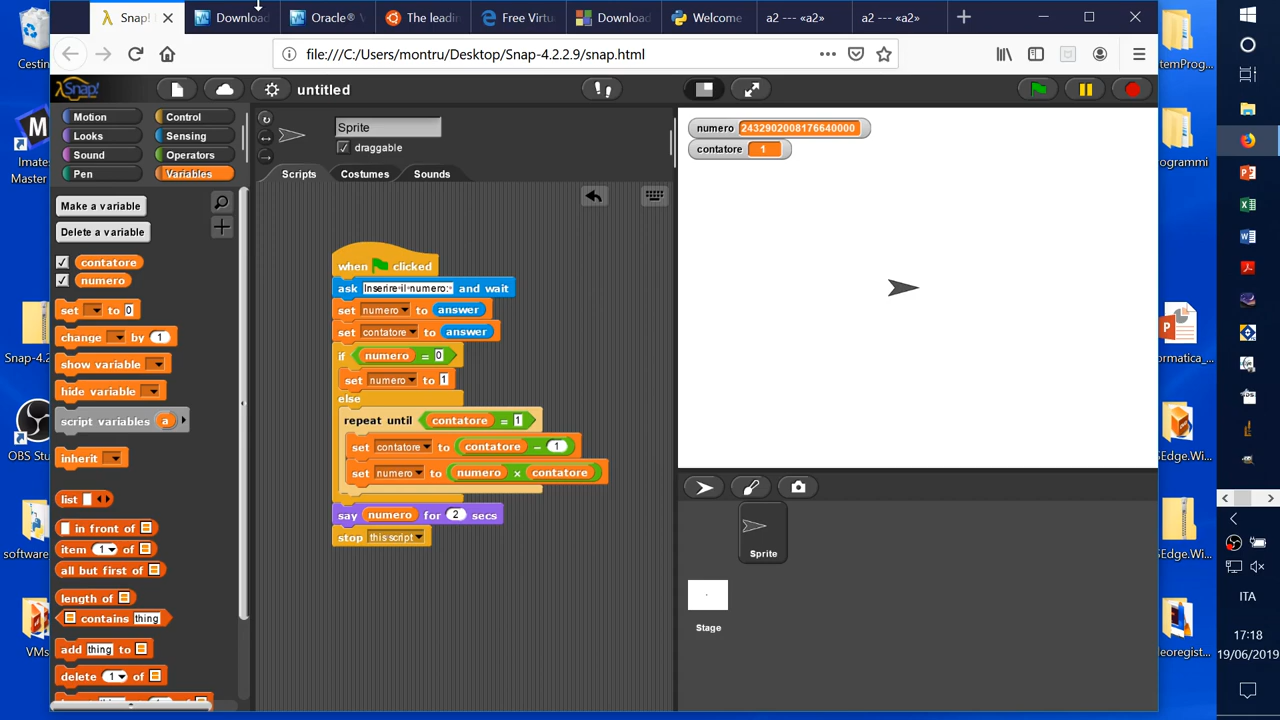 Snap!
Download
Oracle®
The leadin
Free Virtu
Download
Welcome
a2 --- «a2»
a2 --- «a2»
file:///C:/Users/montru/Desktop/Snap-4.2.2.9/snap.html
Cestin
Imates
Master
Snap-4.2
OBS Stu
software
VMs
Snap!
untitled
Motion
Control
Looks
Sensing
Sound
Operators
Pen
Variables
Make a variable
Delete a variable
contatore
numero
set to 0
change by 1
show variable
hide variable
script variables a
inherit
list
in front of
item 1 of
all but first of
length of
contains thing
add thing to
delete 1 of
Sprite
draggable
Scripts
Costumes
Sounds
when clicked
ask Inserire il numero: and wait
set numero to answer
set contatore to answer
if numero = 0
set numero to 1
else
repeat until contatore = 1
set contatore to contatore − 1
set numero to numero × contatore
say numero for 2 secs
stop this script
numero 2432902008176640000
contatore 1
Sprite
Stage
temProg...
ogrammi
ormatica_...
SEdge.Wi...
SEdge.Wi...
leoregist...
ITA
17:18
19/06/2019